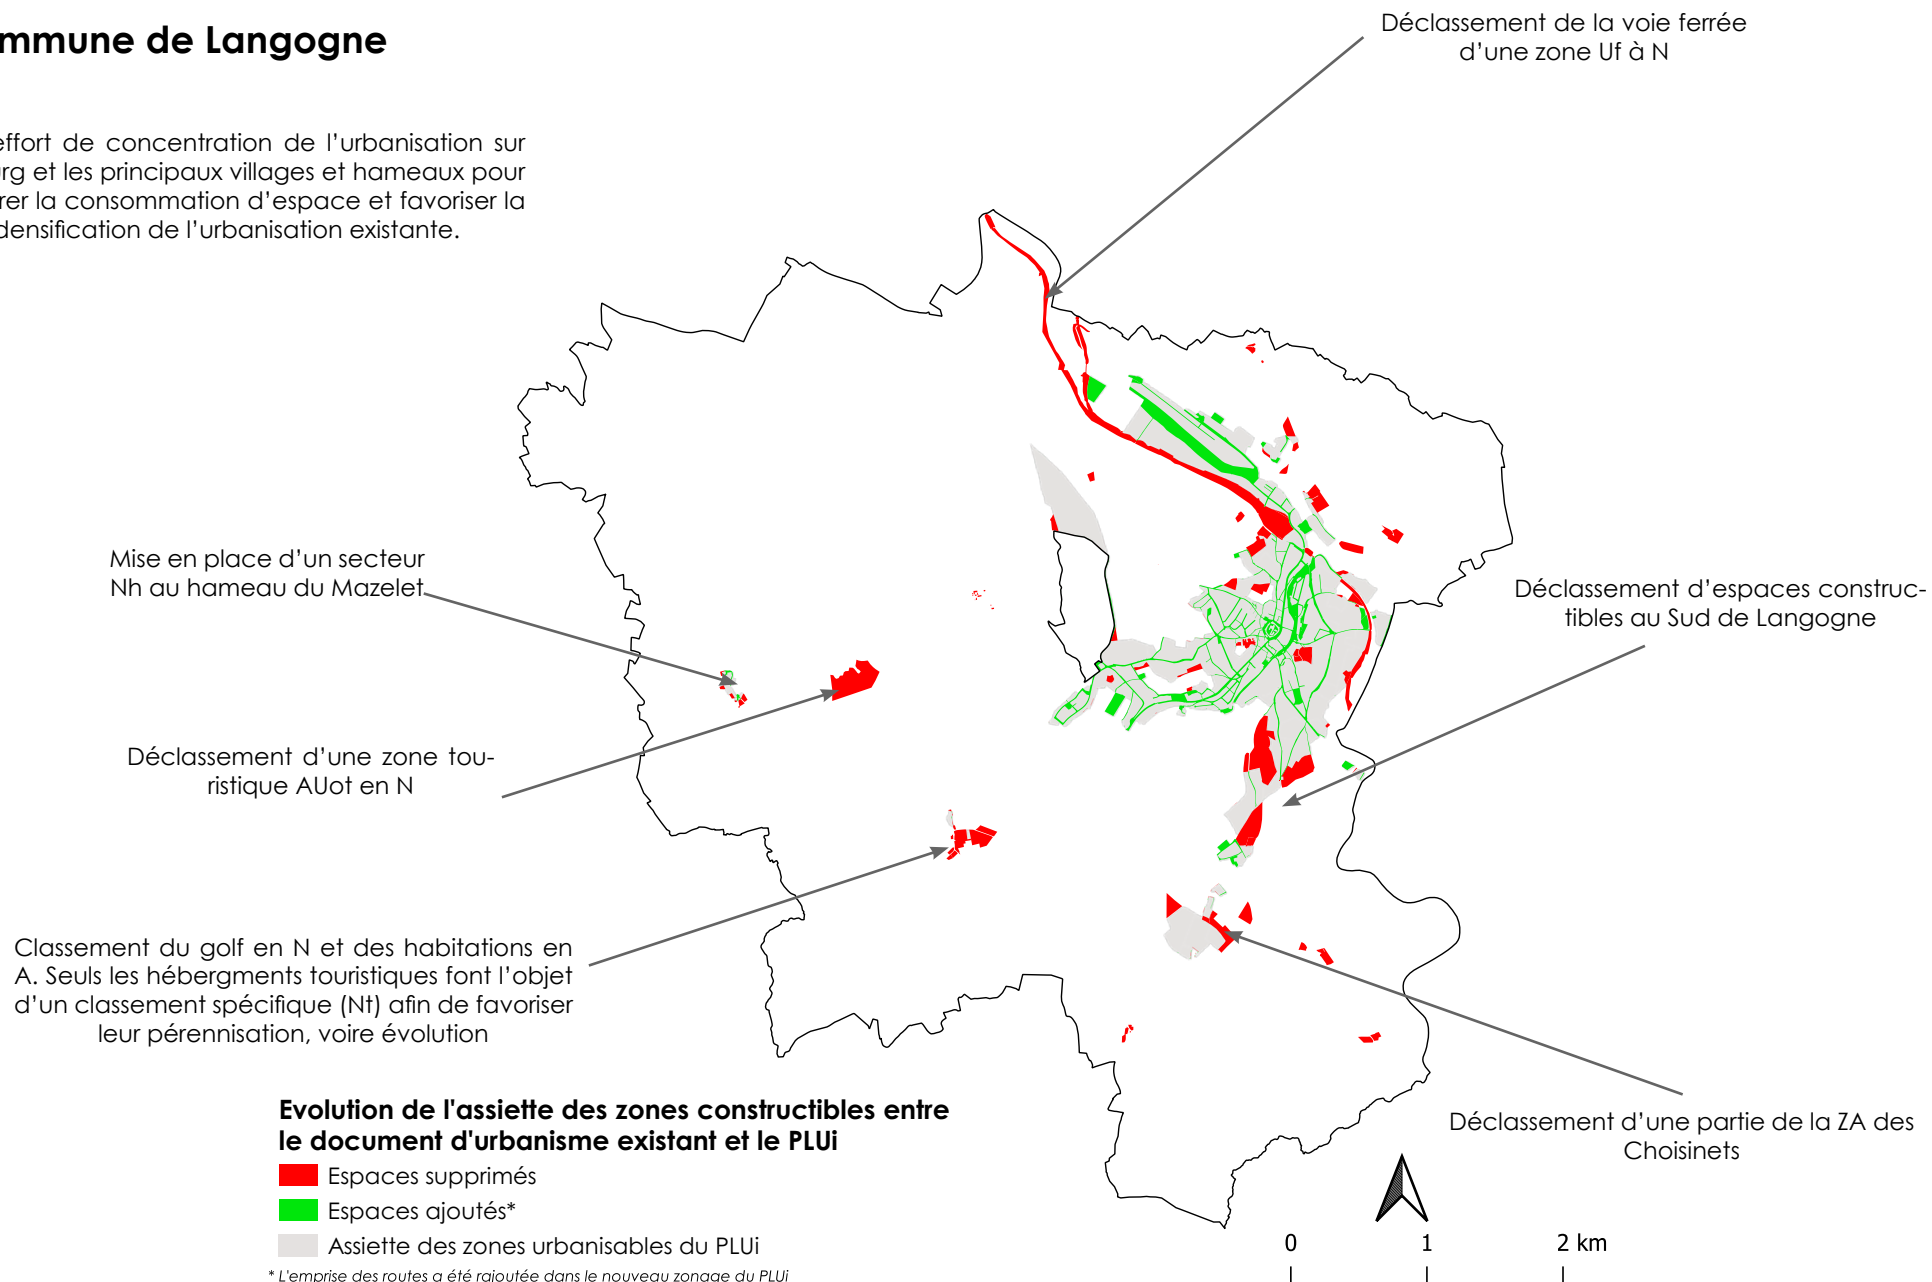 mmune de Langogne
effort de concentration de l'urbanisation sur
urg et les principaux villages et hameaux pour
rer la consommation d'espace et favoriser la
densification de l'urbanisation existante.
Déclassement de la voie ferrée
d'une zone Uf à N
Mise en place d'un secteur
Nh au hameau du Mazelet
Déclassement d'espaces construc-
tibles au Sud de Langogne
Déclassement d'une zone tou-
ristique AUot en N
Classement du golf en N et des habitations en
A. Seuls les hébergments touristiques font l'objet
d'un classement spécifique (Nt) afin de favoriser
leur pérennisation, voire évolution
Déclassement d'une partie de la ZA des
Choisinets
Evolution de l'assiette des zones constructibles entre
le document d'urbanisme existant et le PLUi
Espaces supprimés
Espaces ajoutés*
Assiette des zones urbanisables du PLUi
* L'emprise des routes a été rajoutée dans le nouveau zonage du PLUi
0 1 2 km